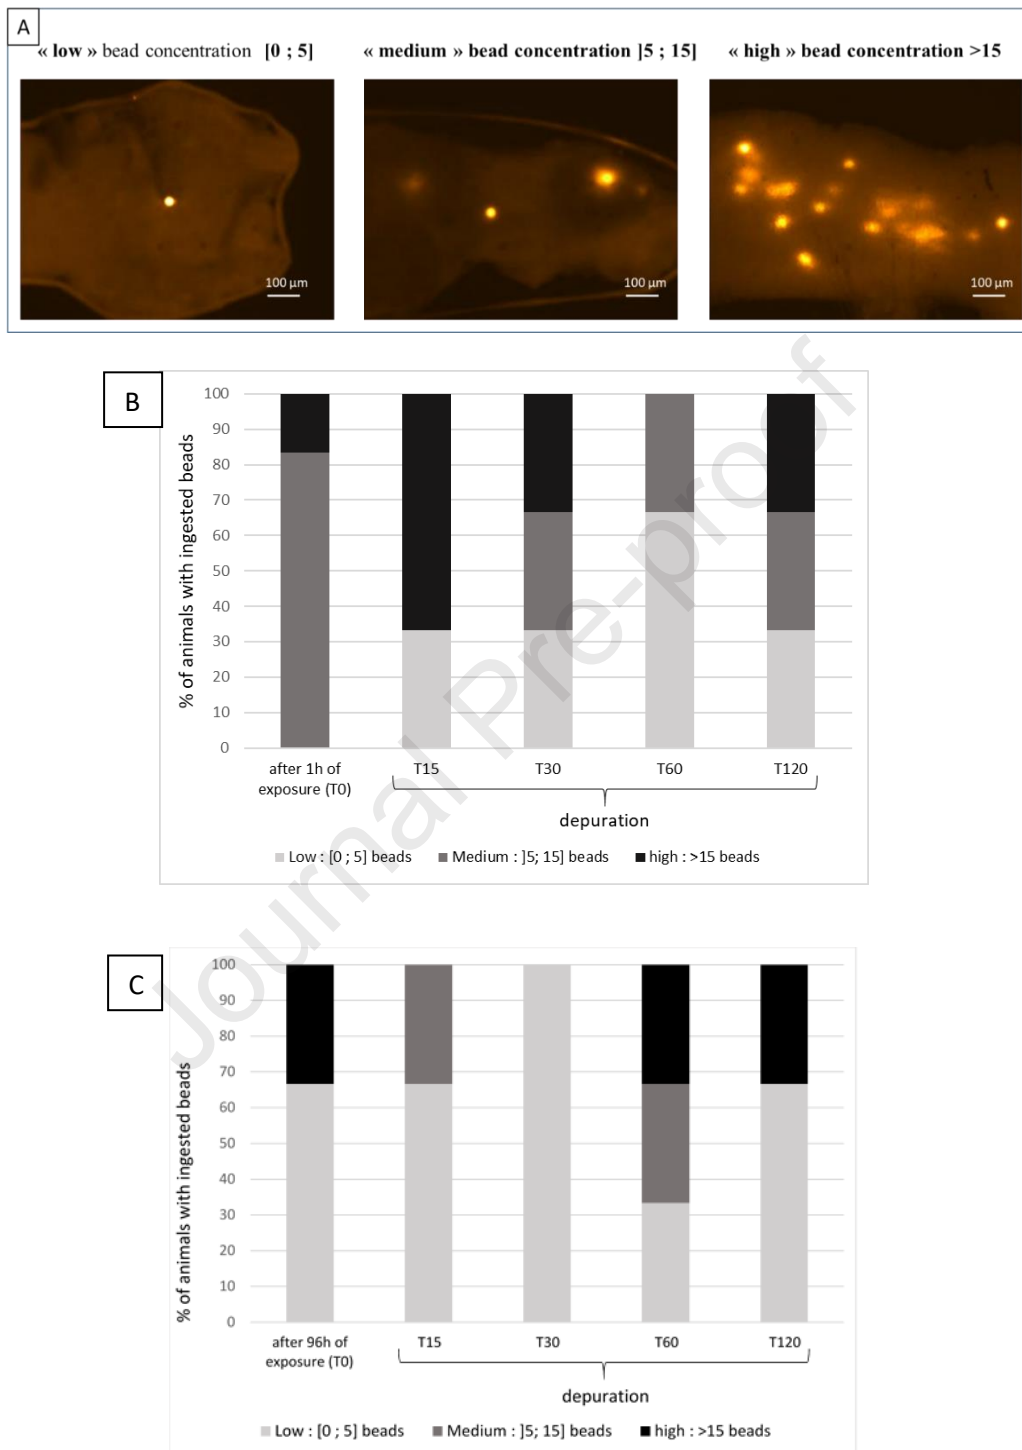 A
« low » bead concentration [0 ; 5]
« medium » bead concentration ]5 ; 15]
« high » bead concentration >15
100 µm
100 µm
100 µm
B
% of animals with ingested beads
100
90
80
70
60
50
40
30
20
10
0
after 1h of
exposure (T0)
T15
T30
T60
T120
depuration
Low : [0 ; 5] beads
Medium : ]5; 15] beads
high : >15 beads
C
% of animals with ingested beads
100
90
80
70
60
50
40
30
20
10
0
after 96h of
exposure (T0)
T15
T30
T60
T120
depuration
Low : [0 ; 5] beads
Medium : ]5; 15] beads
high : >15 beads
Journal Pre-proof